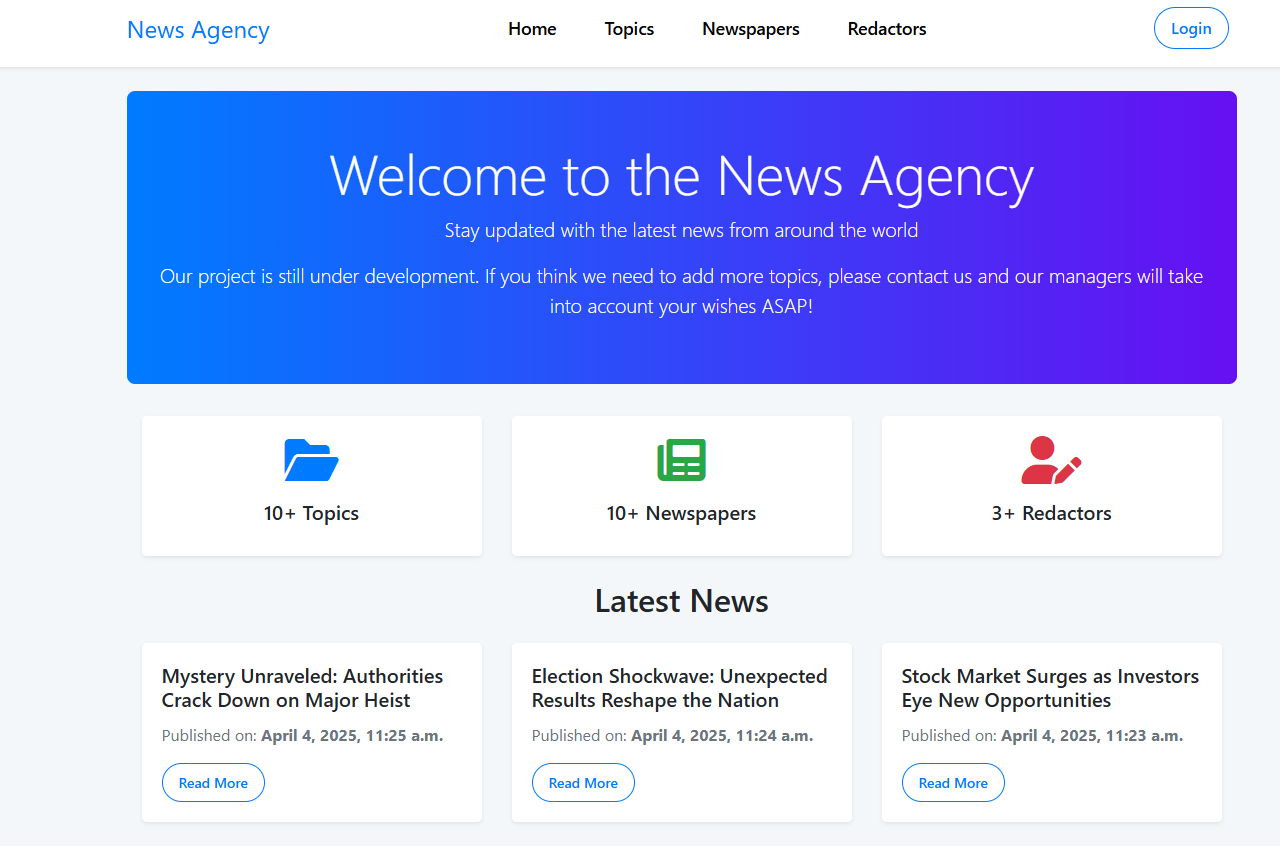 News Agency
Home Topics Newspapers Redactors
Login
Welcome to the News Agency
Stay updated with the latest news from around the world
Our project is still under development. If you think we need to add more topics, please contact us and our managers will take
into account your wishes ASAP!
10+ Topics
10+ Newspapers
3+ Redactors
Latest News
Mystery Unraveled: Authorities
Crack Down on Major Heist
Published on: April 4, 2025, 11:25 a.m.
Read More
Election Shockwave: Unexpected
Results Reshape the Nation
Published on: April 4, 2025, 11:24 a.m.
Read More
Stock Market Surges as Investors
Eye New Opportunities
Published on: April 4, 2025, 11:23 a.m.
Read More